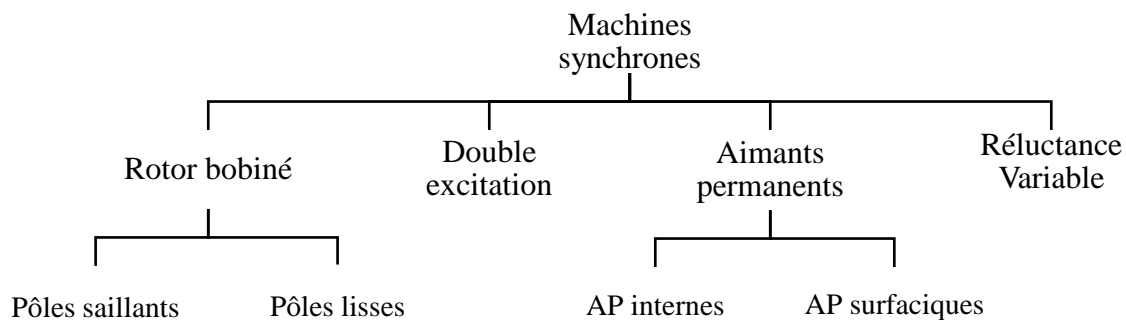 Machines
synchrones
Rotor bobiné
Double
excitation
Aimants
permanents
Réluctance
Variable
Pôles saillants
Pôles lisses
AP internes
AP surfaciques